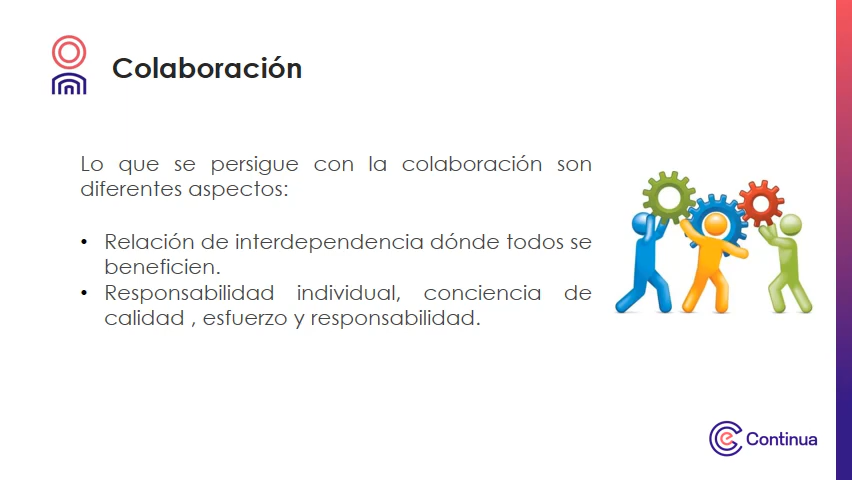 Colaboración
Lo que se persigue con la colaboración son
diferentes aspectos:
• Relación de interdependencia dónde todos se
beneficien.
• Responsabilidad individual, conciencia de
calidad , esfuerzo y responsabilidad.
Continua